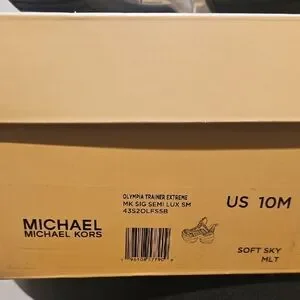 OLYMPIA TRAINER EXTREME
MK SIG SEMI LUX SM
43S2OLFS5B
US 10M
MICHAEL
MICHAEL KORS
SOFT SKY
MLT